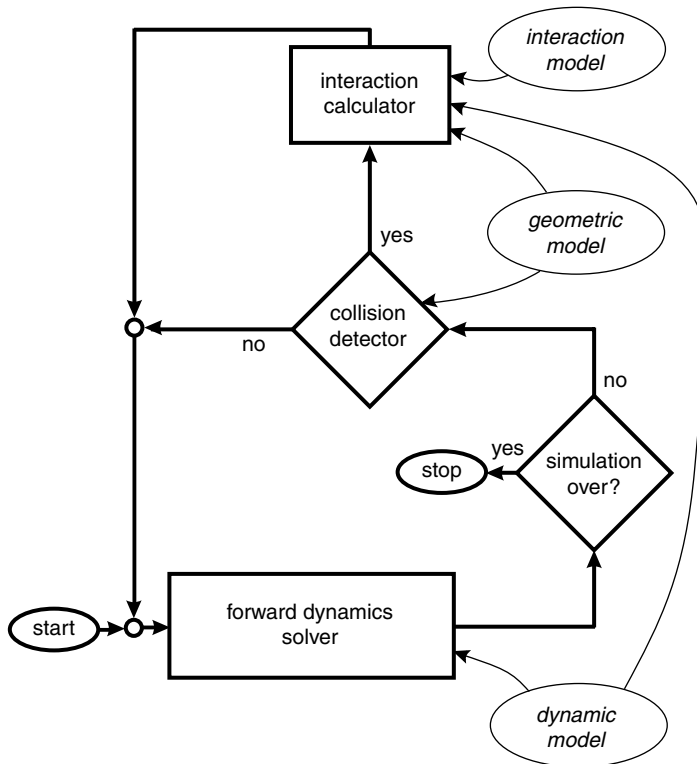 interaction
model
interaction
calculator
yes
geometric
model
collision
detector
no
no
yes
stop
simulation
over?
start
forward dynamics
solver
dynamic
model